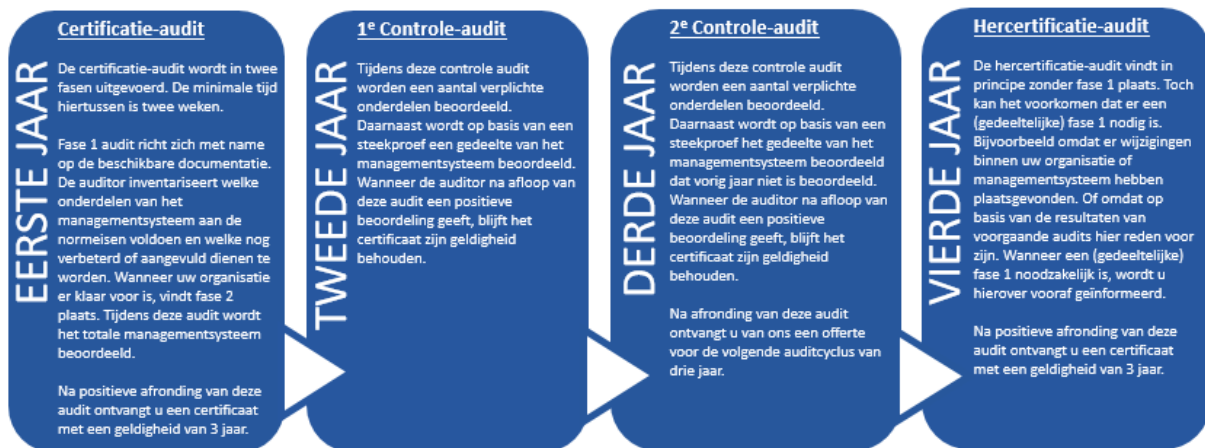 EERSTE JAAR
Certificatie-audit
De certificatie-audit wordt in twee
fasen uitgevoerd. De minimale tijd
hiertussen is twee weken.
Fase 1 audit richt zich met name
op de beschikbare documentatie.
De auditor inventariseert welke
onderdelen van het
managementsysteem aan de
normeisen voldoen en welke nog
verbeterd of aangevuld dienen te
worden. Wanneer uw organisatie
er klaar voor is, vindt fase 2
plaats. Tijdens deze audit wordt
het totale managementsysteem
beoordeeld.
Na positieve afronding van deze
audit ontvangt u een certificaat
met een geldigheid van 3 jaar.
TWEEDE JAAR
1e Controle-audit
Tijdens deze controle audit
worden een aantal verplichte
onderdelen beoordeeld.
Daarnaast wordt op basis van een
steekproef een gedeelte van het
managementsysteem beoordeeld.
Wanneer de auditor na afloop van
deze audit een positieve
beoordeling geeft, blijft het
certificaat zijn geldigheid
behouden.
DERDE JAAR
2e Controle-audit
Tijdens deze controle audit
worden een aantal verplichte
onderdelen beoordeeld.
Daarnaast wordt op basis van een
steekproef het gedeelte van het
managementsysteem beoordeeld
dat vorig jaar niet is beoordeeld.
Wanneer de auditor na afloop van
deze audit een positieve
beoordeling geeft, blijft het
certificaat zijn geldigheid
behouden.
Na afronding van deze audit
ontvangt u van ons een offerte
voor de volgende auditcyclus van
drie jaar.
VIERDE JAAR
Hercertificatie-audit
De hercertificatie-audit vindt in
principe zonder fase 1 plaats. Toch
kan het voorkomen dat er een
(gedeeltelijke) fase 1 nodig is.
Bijvoorbeeld omdat er wijzigingen
binnen uw organisatie of
managementsysteem hebben
plaatsgevonden. Of omdat op
basis van de resultaten van
voorgaande audits hier reden voor
zijn. Wanneer een (gedeeltelijke)
fase 1 noodzakelijk is, wordt u
hierover vooraf geïnformeerd.
Na positieve afronding van deze
audit ontvangt u een certificaat
met een geldigheid van 3 jaar.